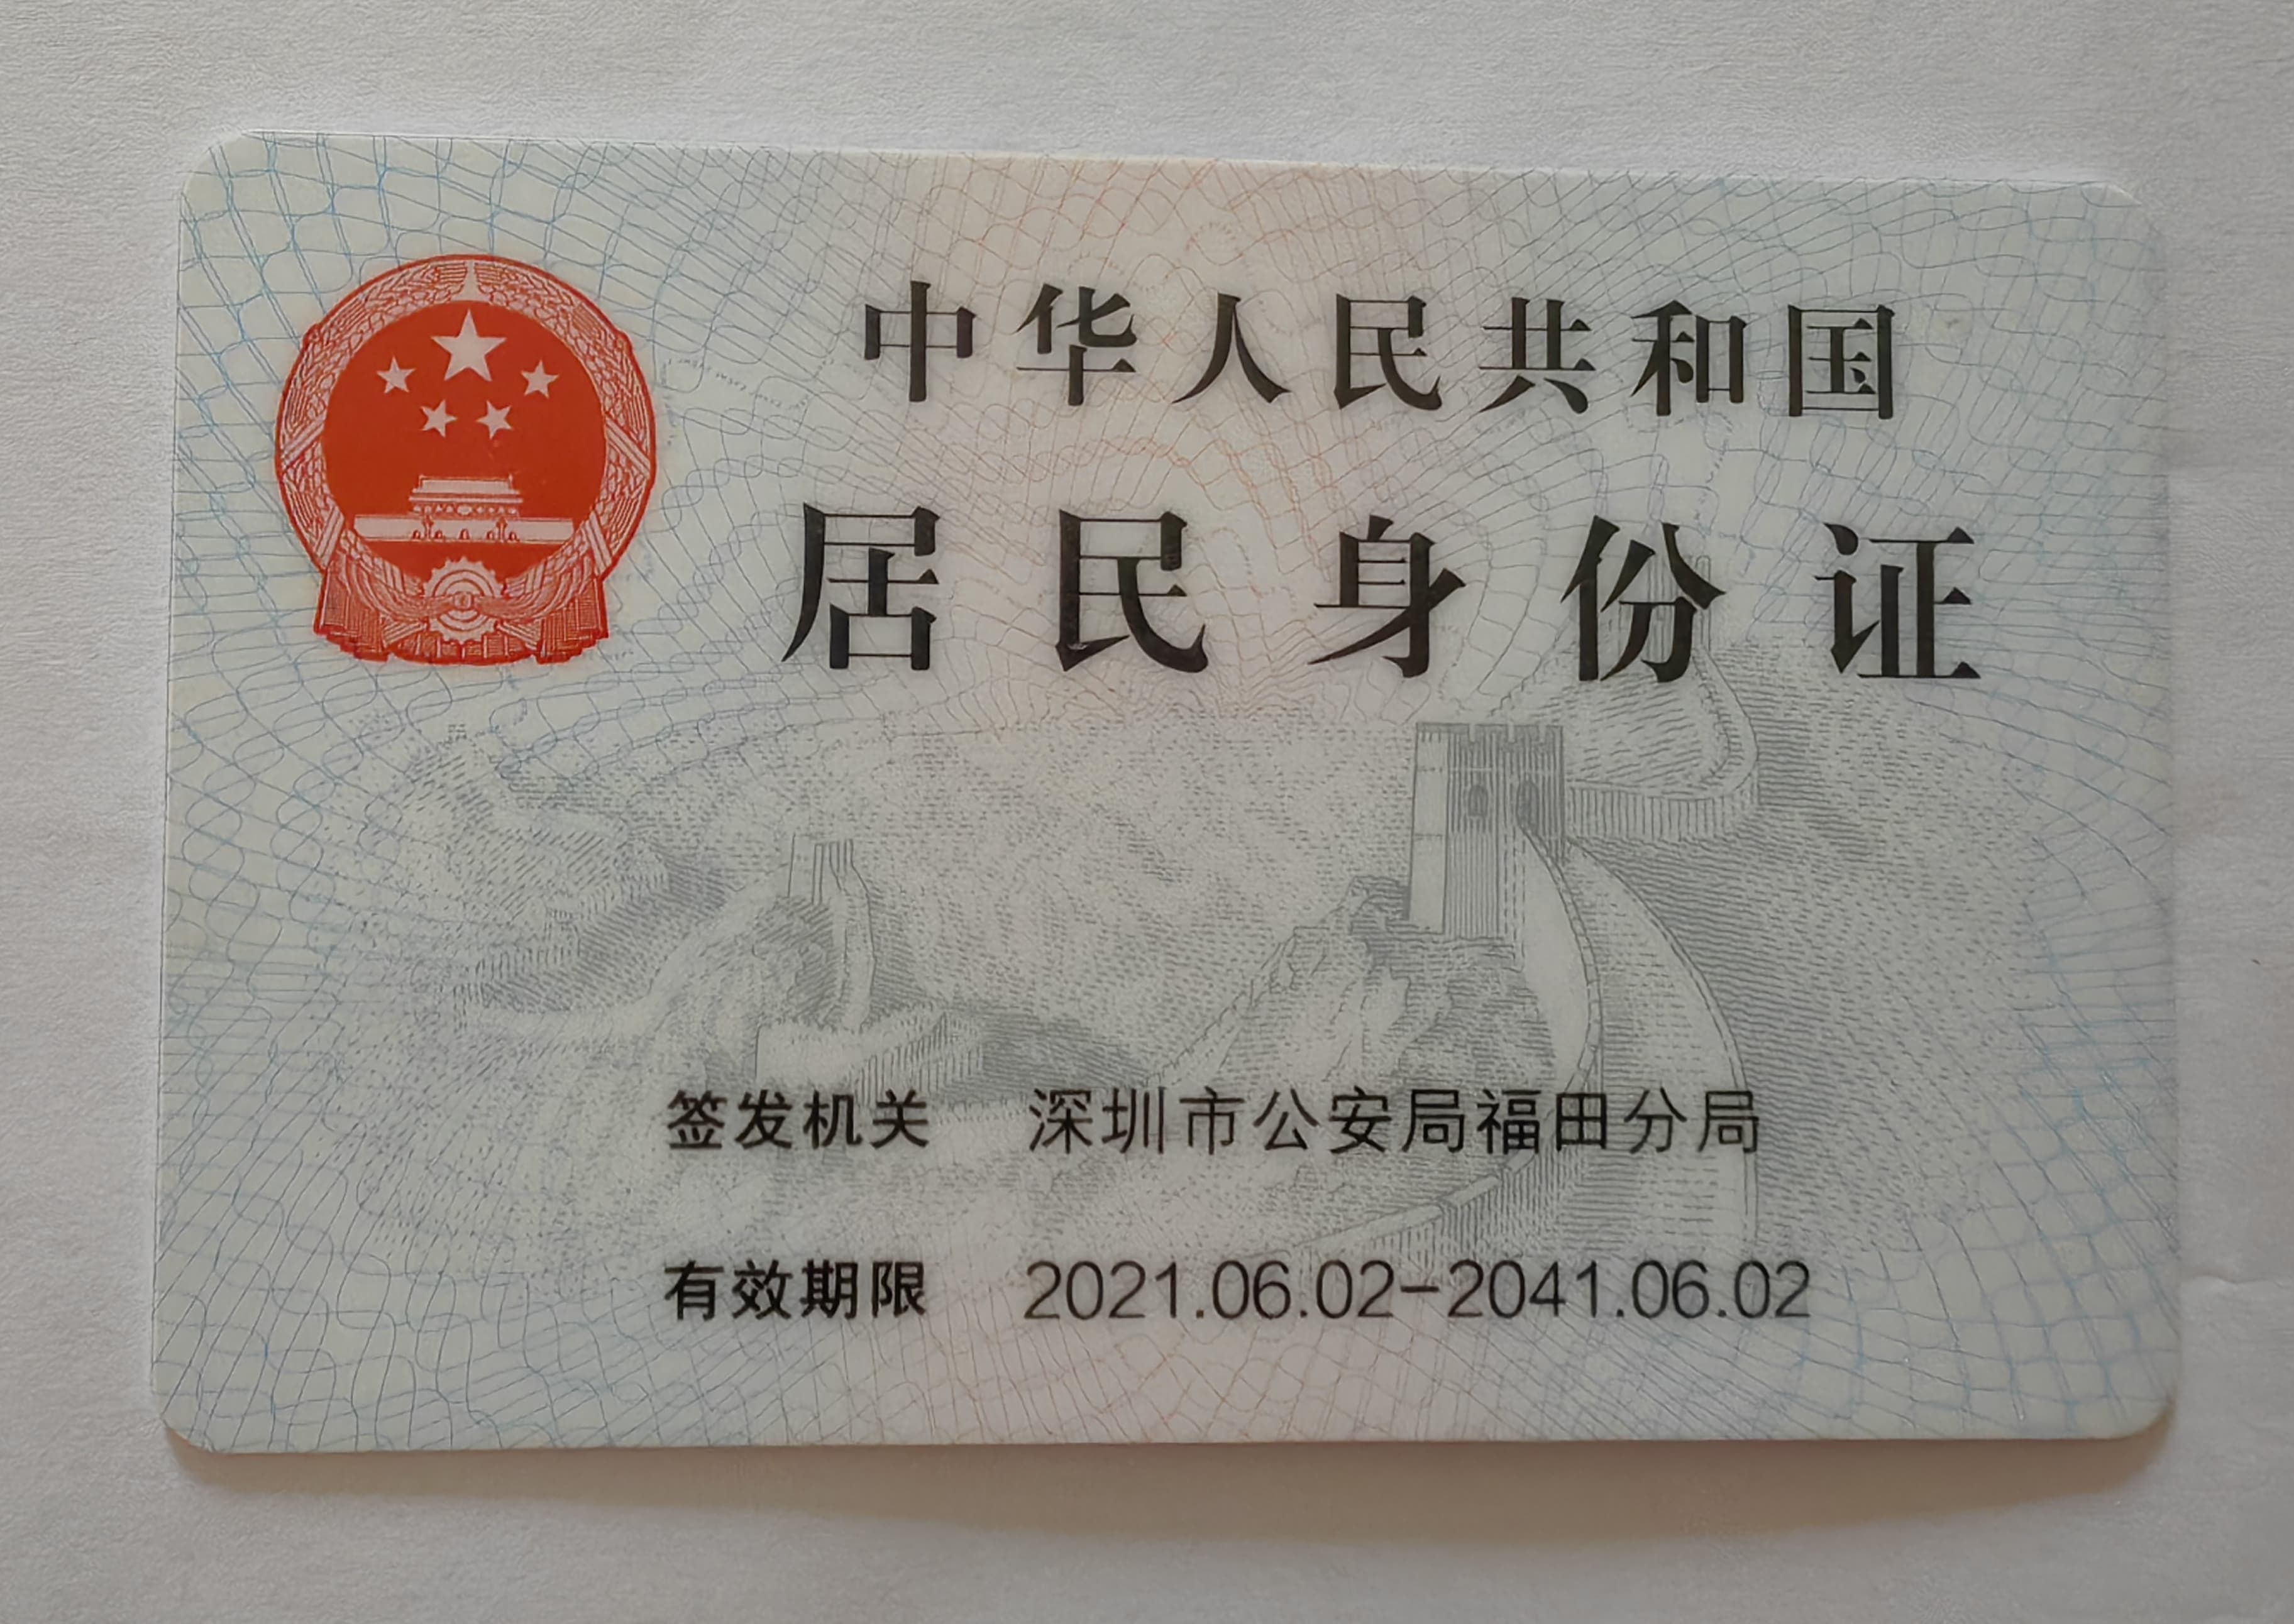 中华人民共和国
居民身份证
签发机关 深圳市公安局福田分局
有效期限 2021.06.02-2041.06.02